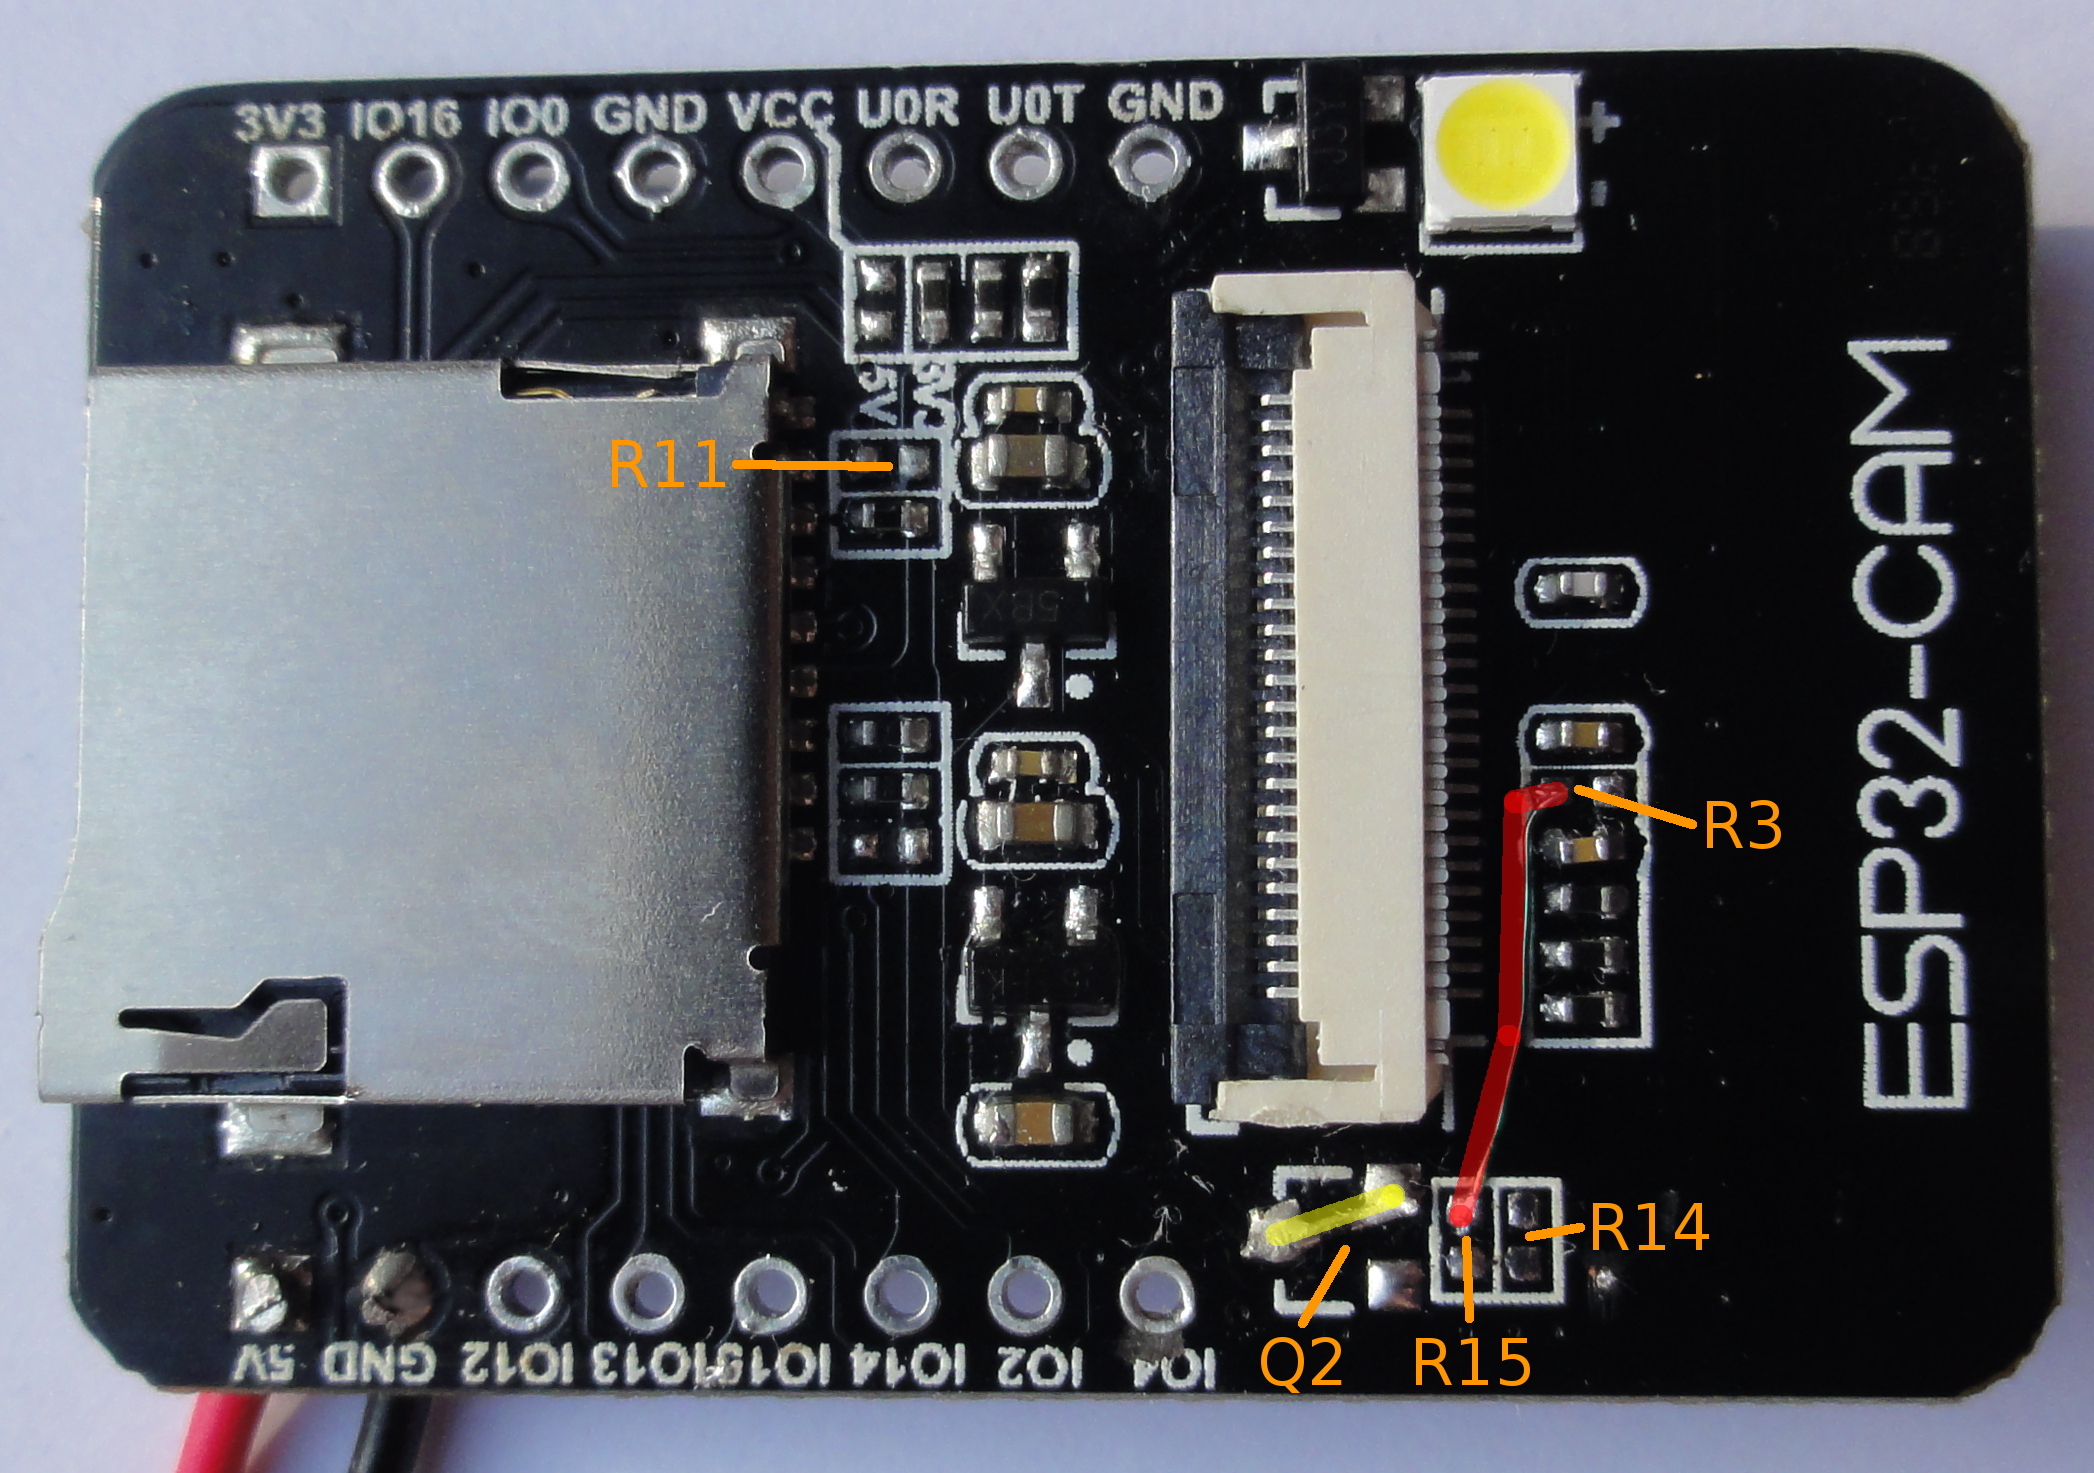 3V3 IO16 IO0 GND VCC U0R U0T GND
J3Y
+
-
3V3
5V
R11
5BX
ESP32-CAM
R3
R14
5V GND IO12 IO13 IO15 IO14 IO2 IO4
Q2 R15